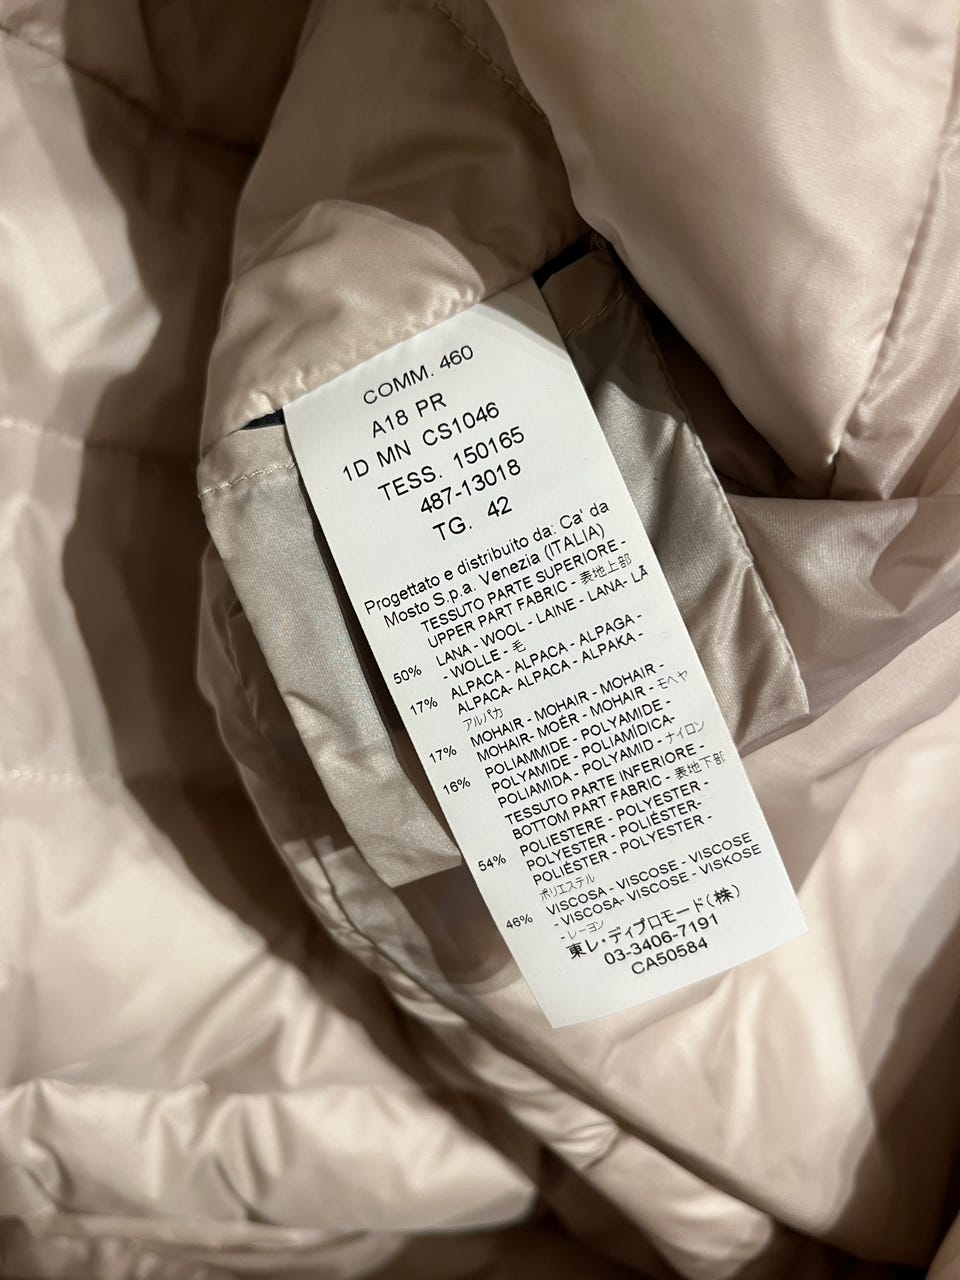 COMM. 460
A18 PR
1D MN CS1046
TESS. 150165
487-13018
TG. 42
Progettato e distribuito da: Ca' da
Mosto S.p.a. Venezia (ITALIA)
TESSUTO PARTE SUPERIORE -
UPPER PART FABRIC - 表地上部
50% LANA - WOOL - LAINE - LANA- LÃ
- WOLLE - 毛
17% ALPACA - ALPACA - ALPAGA -
ALPACA- ALPACA - ALPAKA -
アルパカ
17% MOHAIR - MOHAIR - MOHAIR -
MOHAIR- MOÉR - MOHAIR - モヘヤ
16% POLIAMMIDE - POLYAMIDE -
POLYAMIDE - POLIAMÍDICA-
POLIAMIDA - POLYAMID - ナイロン
TESSUTO PARTE INFERIORE -
BOTTOM PART FABRIC - 表地下部
54% POLIESTERE - POLYESTER -
POLYESTER - POLIÉSTER-
POLIÉSTER - POLYESTER -
ポリエステル
46% VISCOSA - VISCOSE - VISCOSE
- VISCOSA- VISCOSE - VISKOSE
- レーヨン
東レ・ディプロモード(株)
03-3406-7191
CA50584